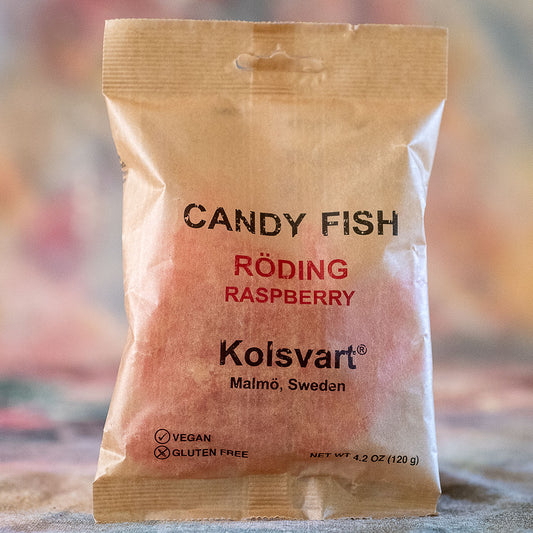 CANDY FISH
RÖDING
RASPBERRY
Kolsvart®
Malmö, Sweden
VEGAN
GLUTEN FREE
NET WT 4.2 OZ (120 g)